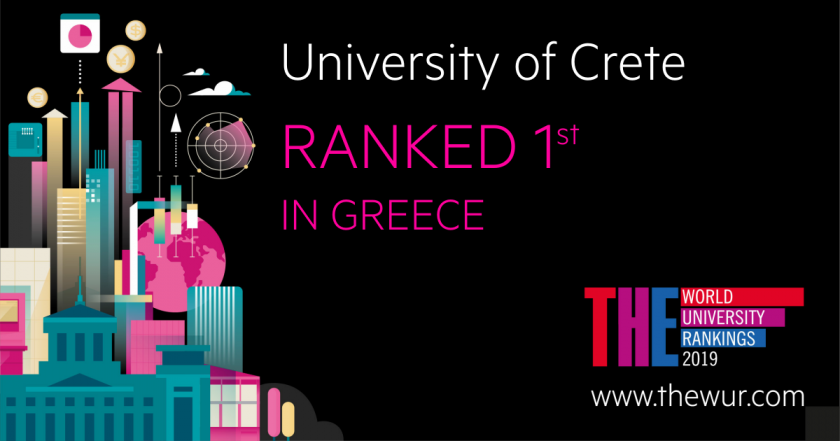 University of Crete
RANKED 1st
IN GREECE
THE
WORLD
UNIVERSITY
RANKINGS
2019
www.thewur.com